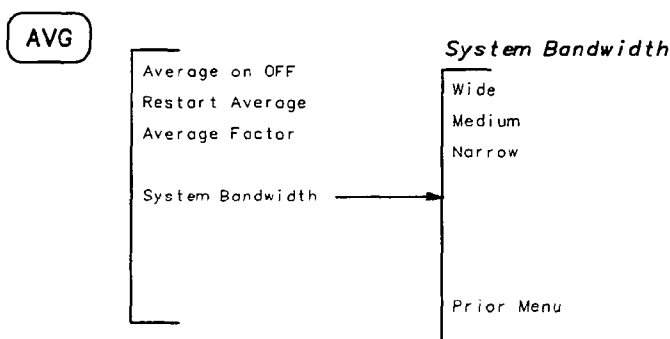 AVG
Average on OFF
Restart Average
Average Factor
System Bandwidth
System Bandwidth
Wide
Medium
Narrow
Prior Menu